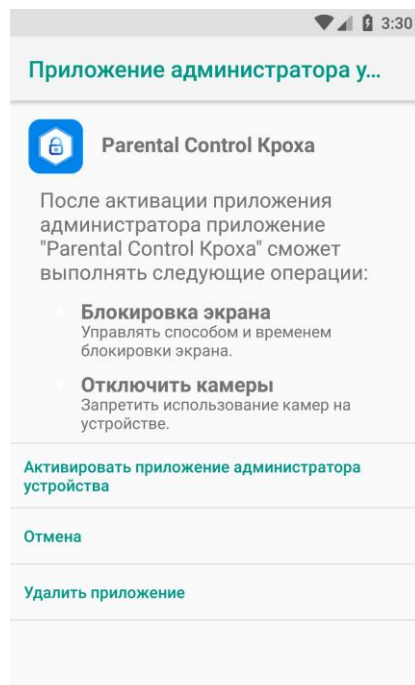 3:30
Приложение администратора у...
Parental Control Кроха
После активации приложения
администратора приложение
"Parental Control Кроха" сможет
выполнять следующие операции:
Блокировка экрана
Управлять способом и временем
блокировки экрана.
Отключить камеры
Запретить использование камер на
устройстве.
Активировать приложение администратора
устройства
Отмена
Удалить приложение